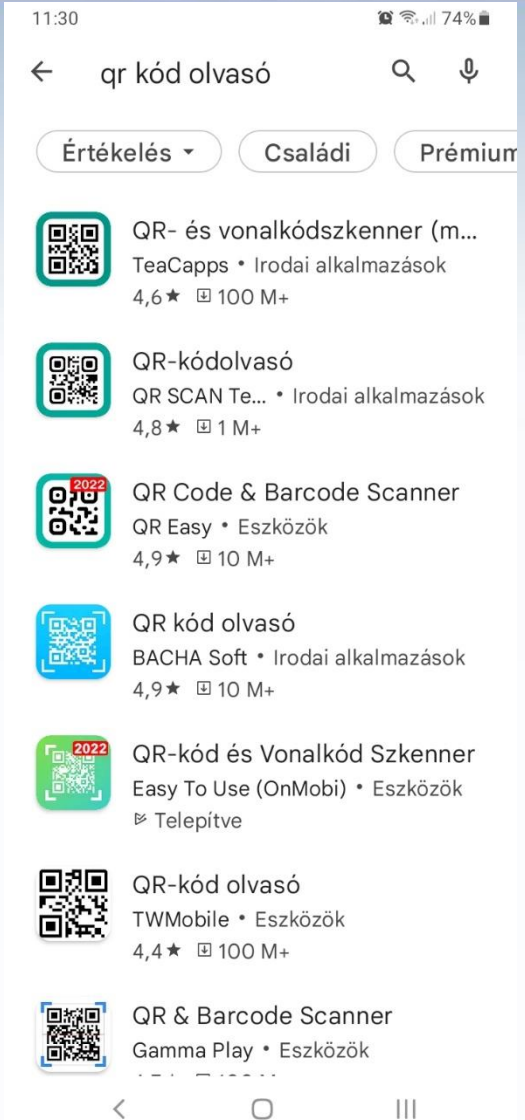 11:30 74%
qr kód olvasó
Értékelés Családi Prémium
QR- és vonalkódszkenner (m...
TeaCapps • Irodai alkalmazások
4,6★ 100 M+
QR-kódolvasó
QR SCAN Te... • Irodai alkalmazások
4,8★ 1 M+
2022
QR Code & Barcode Scanner
QR Easy • Eszközök
4,9★ 10 M+
QR kód olvasó
BACHA Soft • Irodai alkalmazások
4,9★ 10 M+
2022
QR-kód és Vonalkód Szkenner
Easy To Use (OnMobi) • Eszközök
Telepítve
QR-kód olvasó
TWMobile • Eszközök
4,4★ 100 M+
QR & Barcode Scanner
Gamma Play • Eszközök